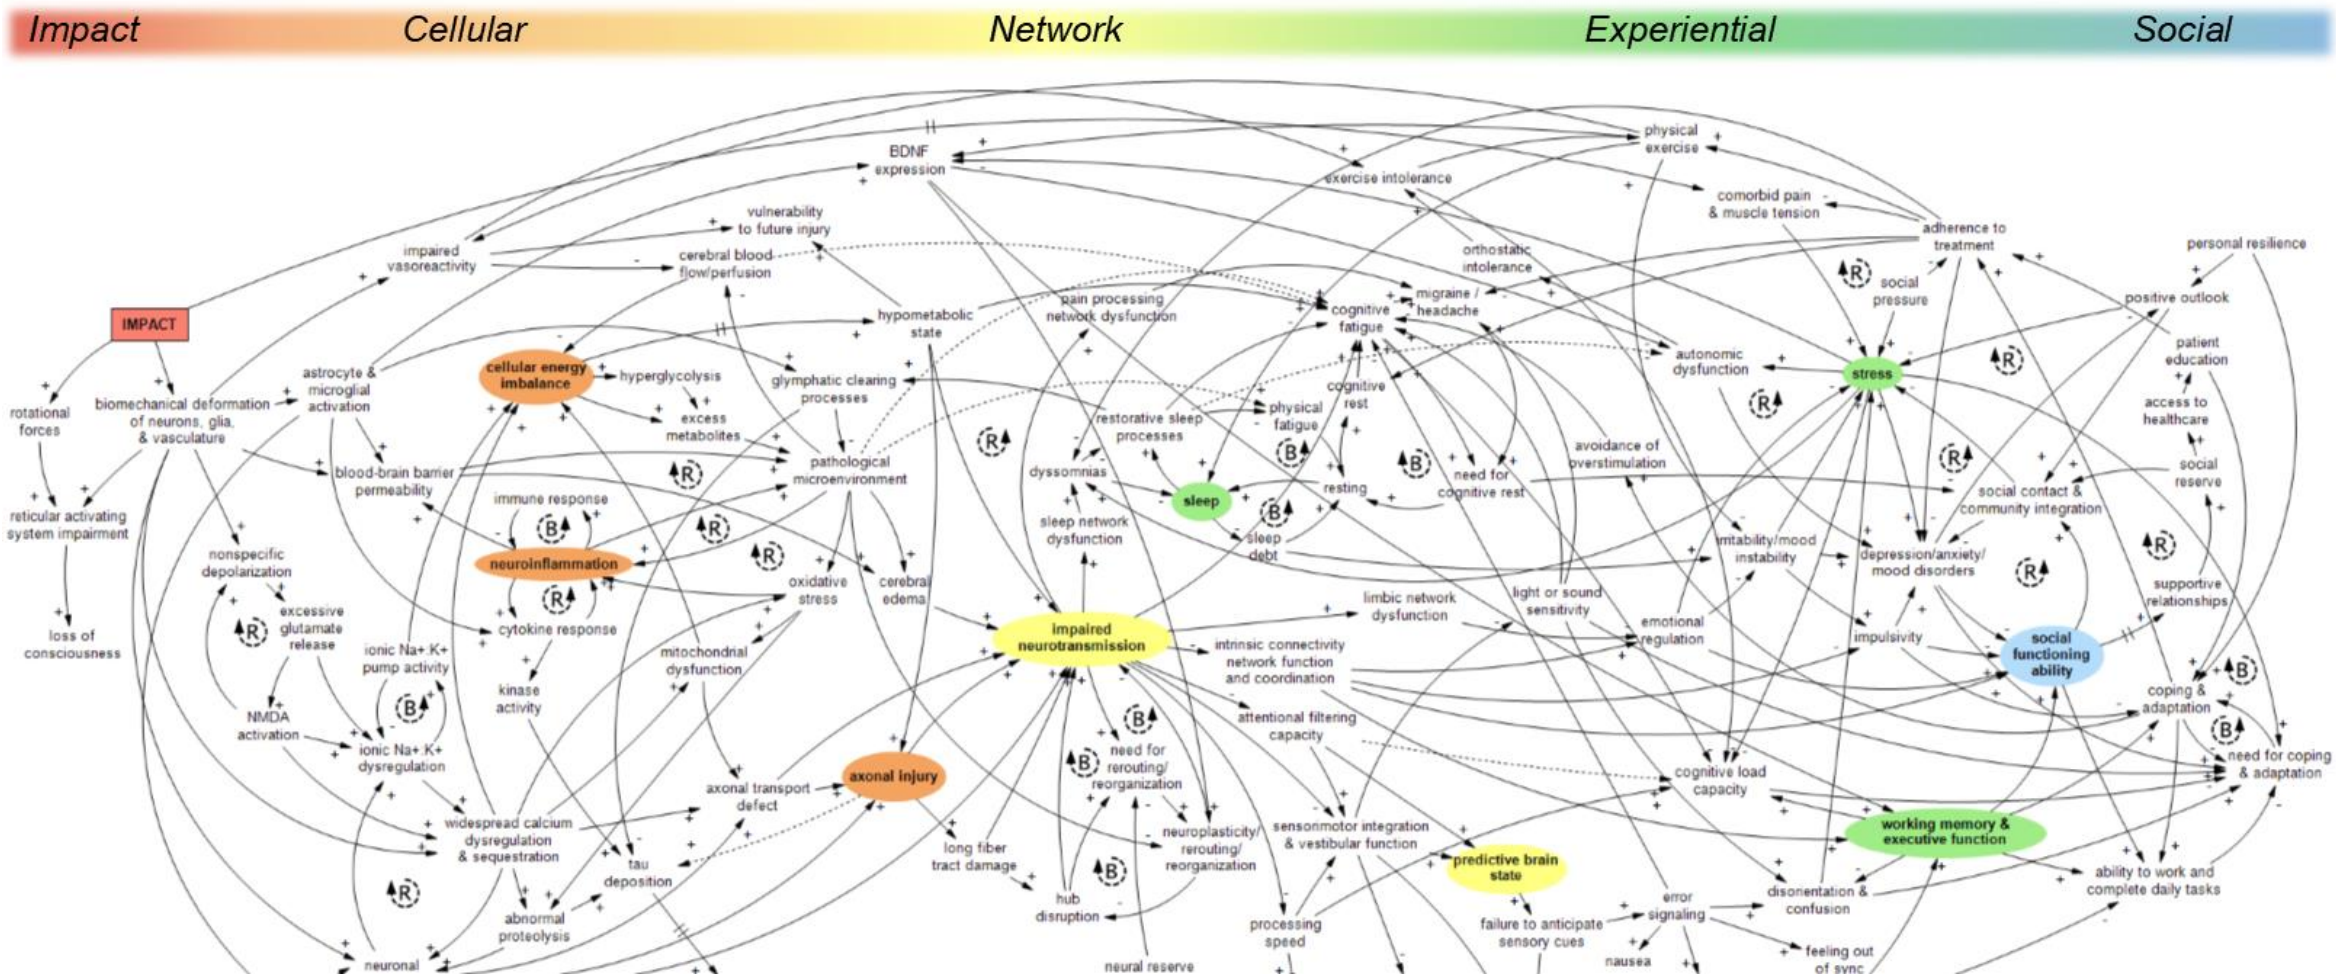 Impact
Cellular
Network
Experiential
Social
BDNF
expression
physical
exercise
exercise intolerance
comorbid pain
& muscle tension
vulnerability
to future injury
impaired
vasoreactivity
cerebral blood
flow/perfusion
orthostatic
intolerance
adherence to
treatment
personal resilience
IMPACT
hypometabolic
state
pain processing
network dysfunction
cognitive
fatigue
migraine /
headache
social
pressure
positive outlook
cellular energy
imbalance
hyperglycolysis
astrocyte &
microglial
activation
glymphatic clearing
processes
cognitive
rest
autonomic
dysfunction
stress
patient
education
rotational
forces
biomechanical deformation
of neurons, glia,
& vasculature
excess
metabolites
restorative sleep
processes
physical
fatigue
access to
healthcare
blood-brain barrier
permeability
pathological
microenvironment
dyssomnias
sleep
resting
need for
cognitive rest
avoidance of
overstimulation
social
reserve
social contact &
community integration
immune response
reticular activating
system impairment
sleep network
dysfunction
sleep
debt
irritability/mood
instability
depression/anxiety/
mood disorders
nonspecific
depolarization
neuroinflammation
oxidative
stress
cerebral
edema
light or sound
sensitivity
supportive
relationships
excessive
glutamate
release
cytokine response
limbic network
dysfunction
emotional
regulation
impulsivity
loss of
consciousness
ionic Na+:K+
pump activity
mitochondrial
dysfunction
impaired
neurotransmission
intrinsic connectivity
network function
and coordination
social
functioning
ability
kinase
activity
coping &
adaptation
NMDA
activation
ionic Na+:K+
dysregulation
attentional filtering
capacity
need for
rerouting/
reorganization
axonal transport
defect
axonal injury
cognitive load
capacity
need for coping
& adaptation
widespread calcium
dysregulation
& sequestration
long fiber
tract damage
neuroplasticity/
rerouting/
reorganization
sensorimotor integration
& vestibular function
working memory &
executive function
tau
deposition
predictive brain
state
ability to work and
complete daily tasks
abnormal
proteolysis
hub
disruption
processing
speed
failure to anticipate
sensory cues
error
signaling
disorientation &
confusion
neuronal
neural reserve
nausea
feeling out
of sync